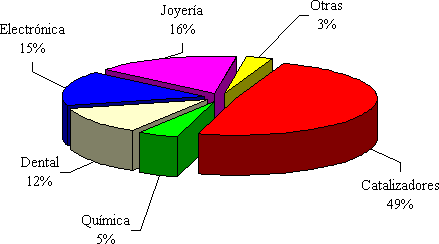 Otras
3%
Joyería
16%
Electrónica
15%
Dental
12%
Química
5%
Catalizadores
49%